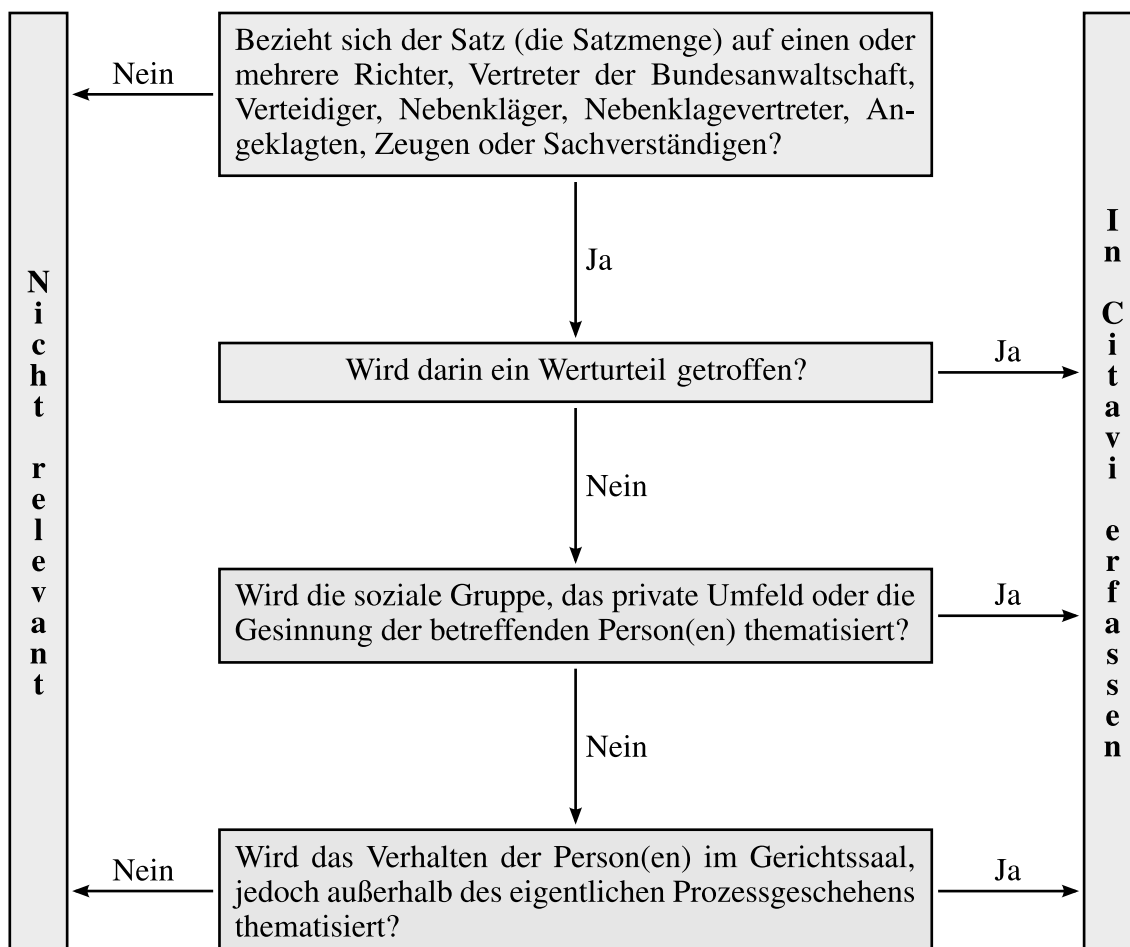 Bezieht sich der Satz (die Satzmenge) auf einen oder
mehrere Richter, Vertreter der Bundesanwaltschaft,
Verteidiger, Nebenkläger, Nebenklagevertreter, An-
geklagten, Zeugen oder Sachverständigen?
Nein
Ja
Wird darin ein Werturteil getroffen?
Ja
Nein
Wird die soziale Gruppe, das private Umfeld oder die
Gesinnung der betreffenden Person(en) thematisiert?
Ja
Nein
Wird das Verhalten der Person(en) im Gerichtssaal,
jedoch außerhalb des eigentlichen Prozessgeschehens
thematisiert?
Nein
Ja
Nicht relevant
In Citavi erfassen